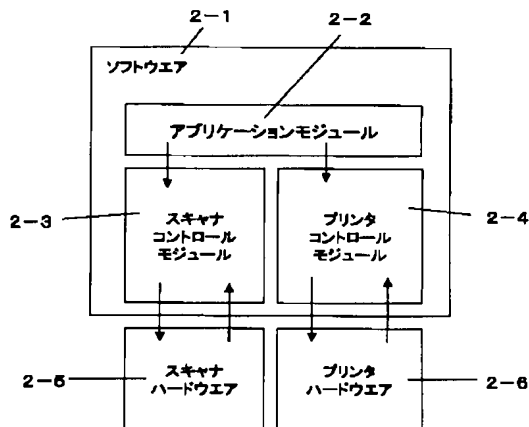 2-1
ソフトウエア
2-2
アプリケーションモジュール
2-3
スキャナ
コントロール
モジュール
プリンタ
コントロール
モジュール
2-4
2-5
スキャナ
ハードウエア
プリンタ
ハードウエア
2-6